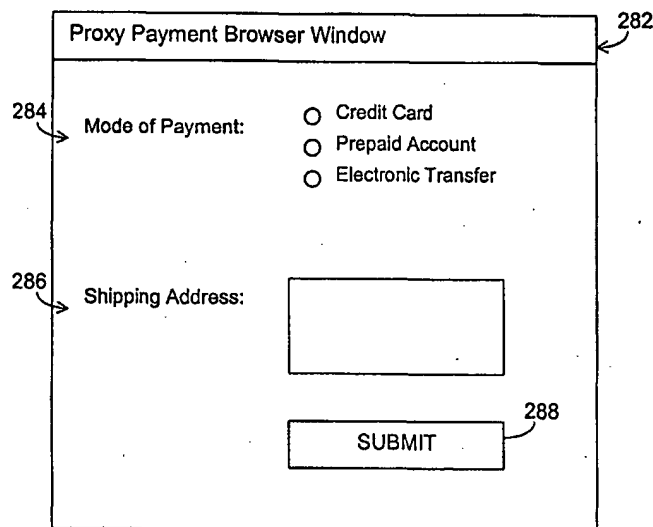 Proxy Payment Browser Window
282
284
Mode of Payment:
Credit Card
Prepaid Account
Electronic Transfer
286
Shipping Address:
288
SUBMIT